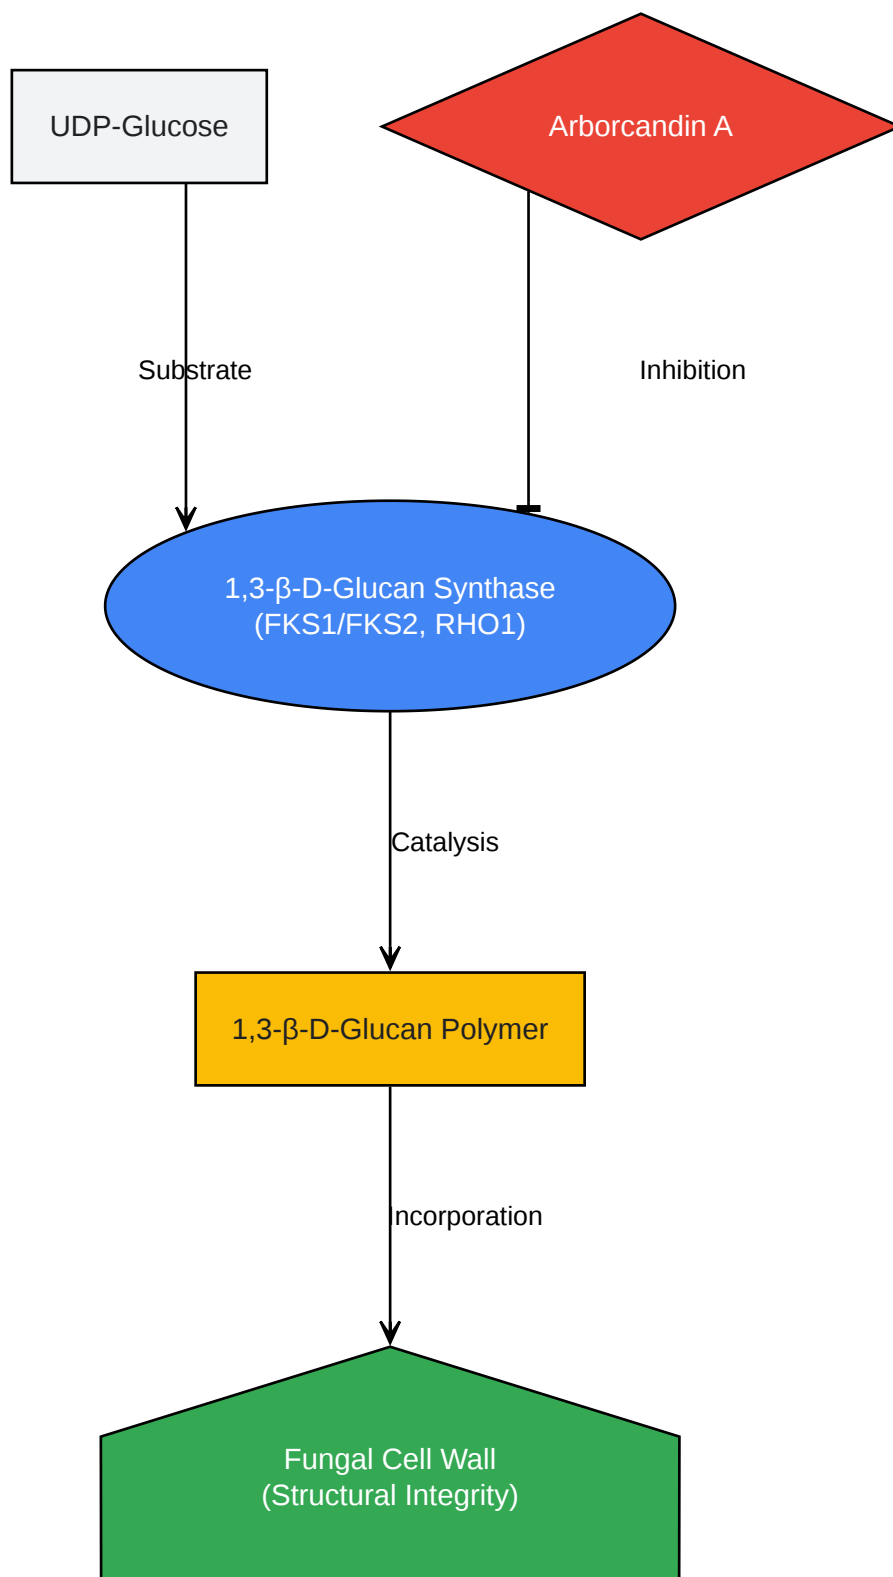 UDP-Glucose
Arborcandin A
Substrate
Inhibition
1,3-β-D-Glucan Synthase
(FKS1/FKS2, RHO1)
Catalysis
1,3-β-D-Glucan Polymer
Incorporation
Fungal Cell Wall
(Structural Integrity)